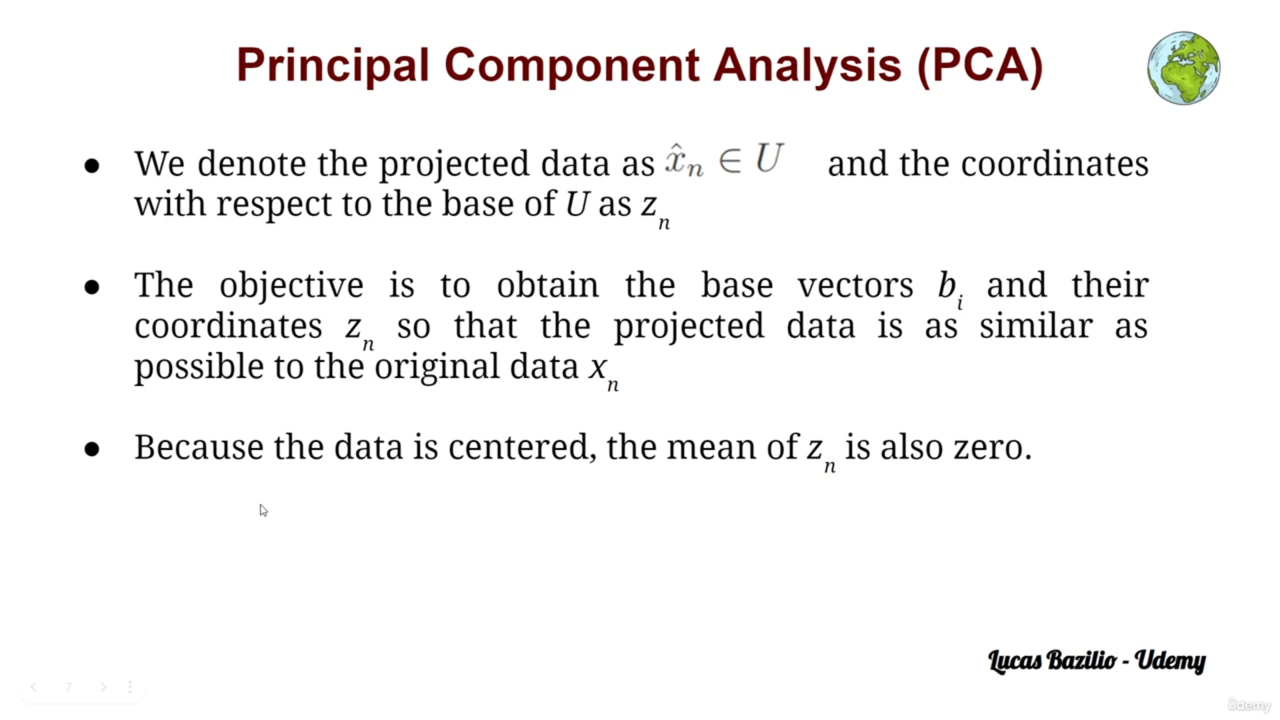 Principal Component Analysis (PCA)
● We denote the projected data as x̂ₙ ∈ U and the coordinates
with respect to the base of U as zₙ
● The objective is to obtain the base vectors bᵢ and their
coordinates zₙ so that the projected data is as similar as
possible to the original data xₙ
● Because the data is centered, the mean of zₙ is also zero.
Lucas Bazilio - Udemy
7
ûdemy